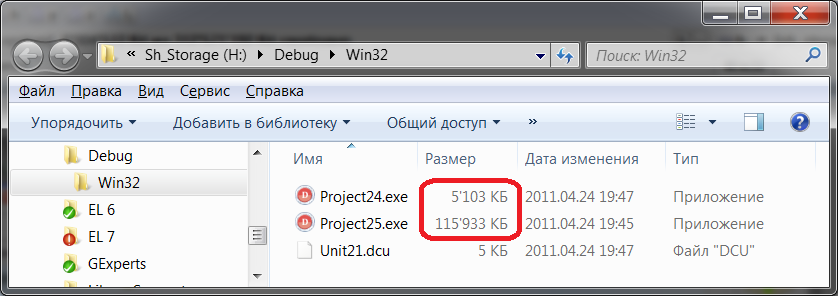 « Sh_Storage (H:) Debug Win32 Поиск: Win32
Файл Правка Вид Сервис Справка
Упорядочить Добавить в библиотеку Общий доступ »
Debug
Win32
EL 6
EL 7
GExperts
Имя Размер Дата изменения Тип
Project24.exe 5'103 КБ 2011.04.24 19:47 Приложение
Project25.exe 115'933 КБ 2011.04.24 19:45 Приложение
Unit21.dcu 5 КБ 2011.04.24 19:47 Файл "DCU"